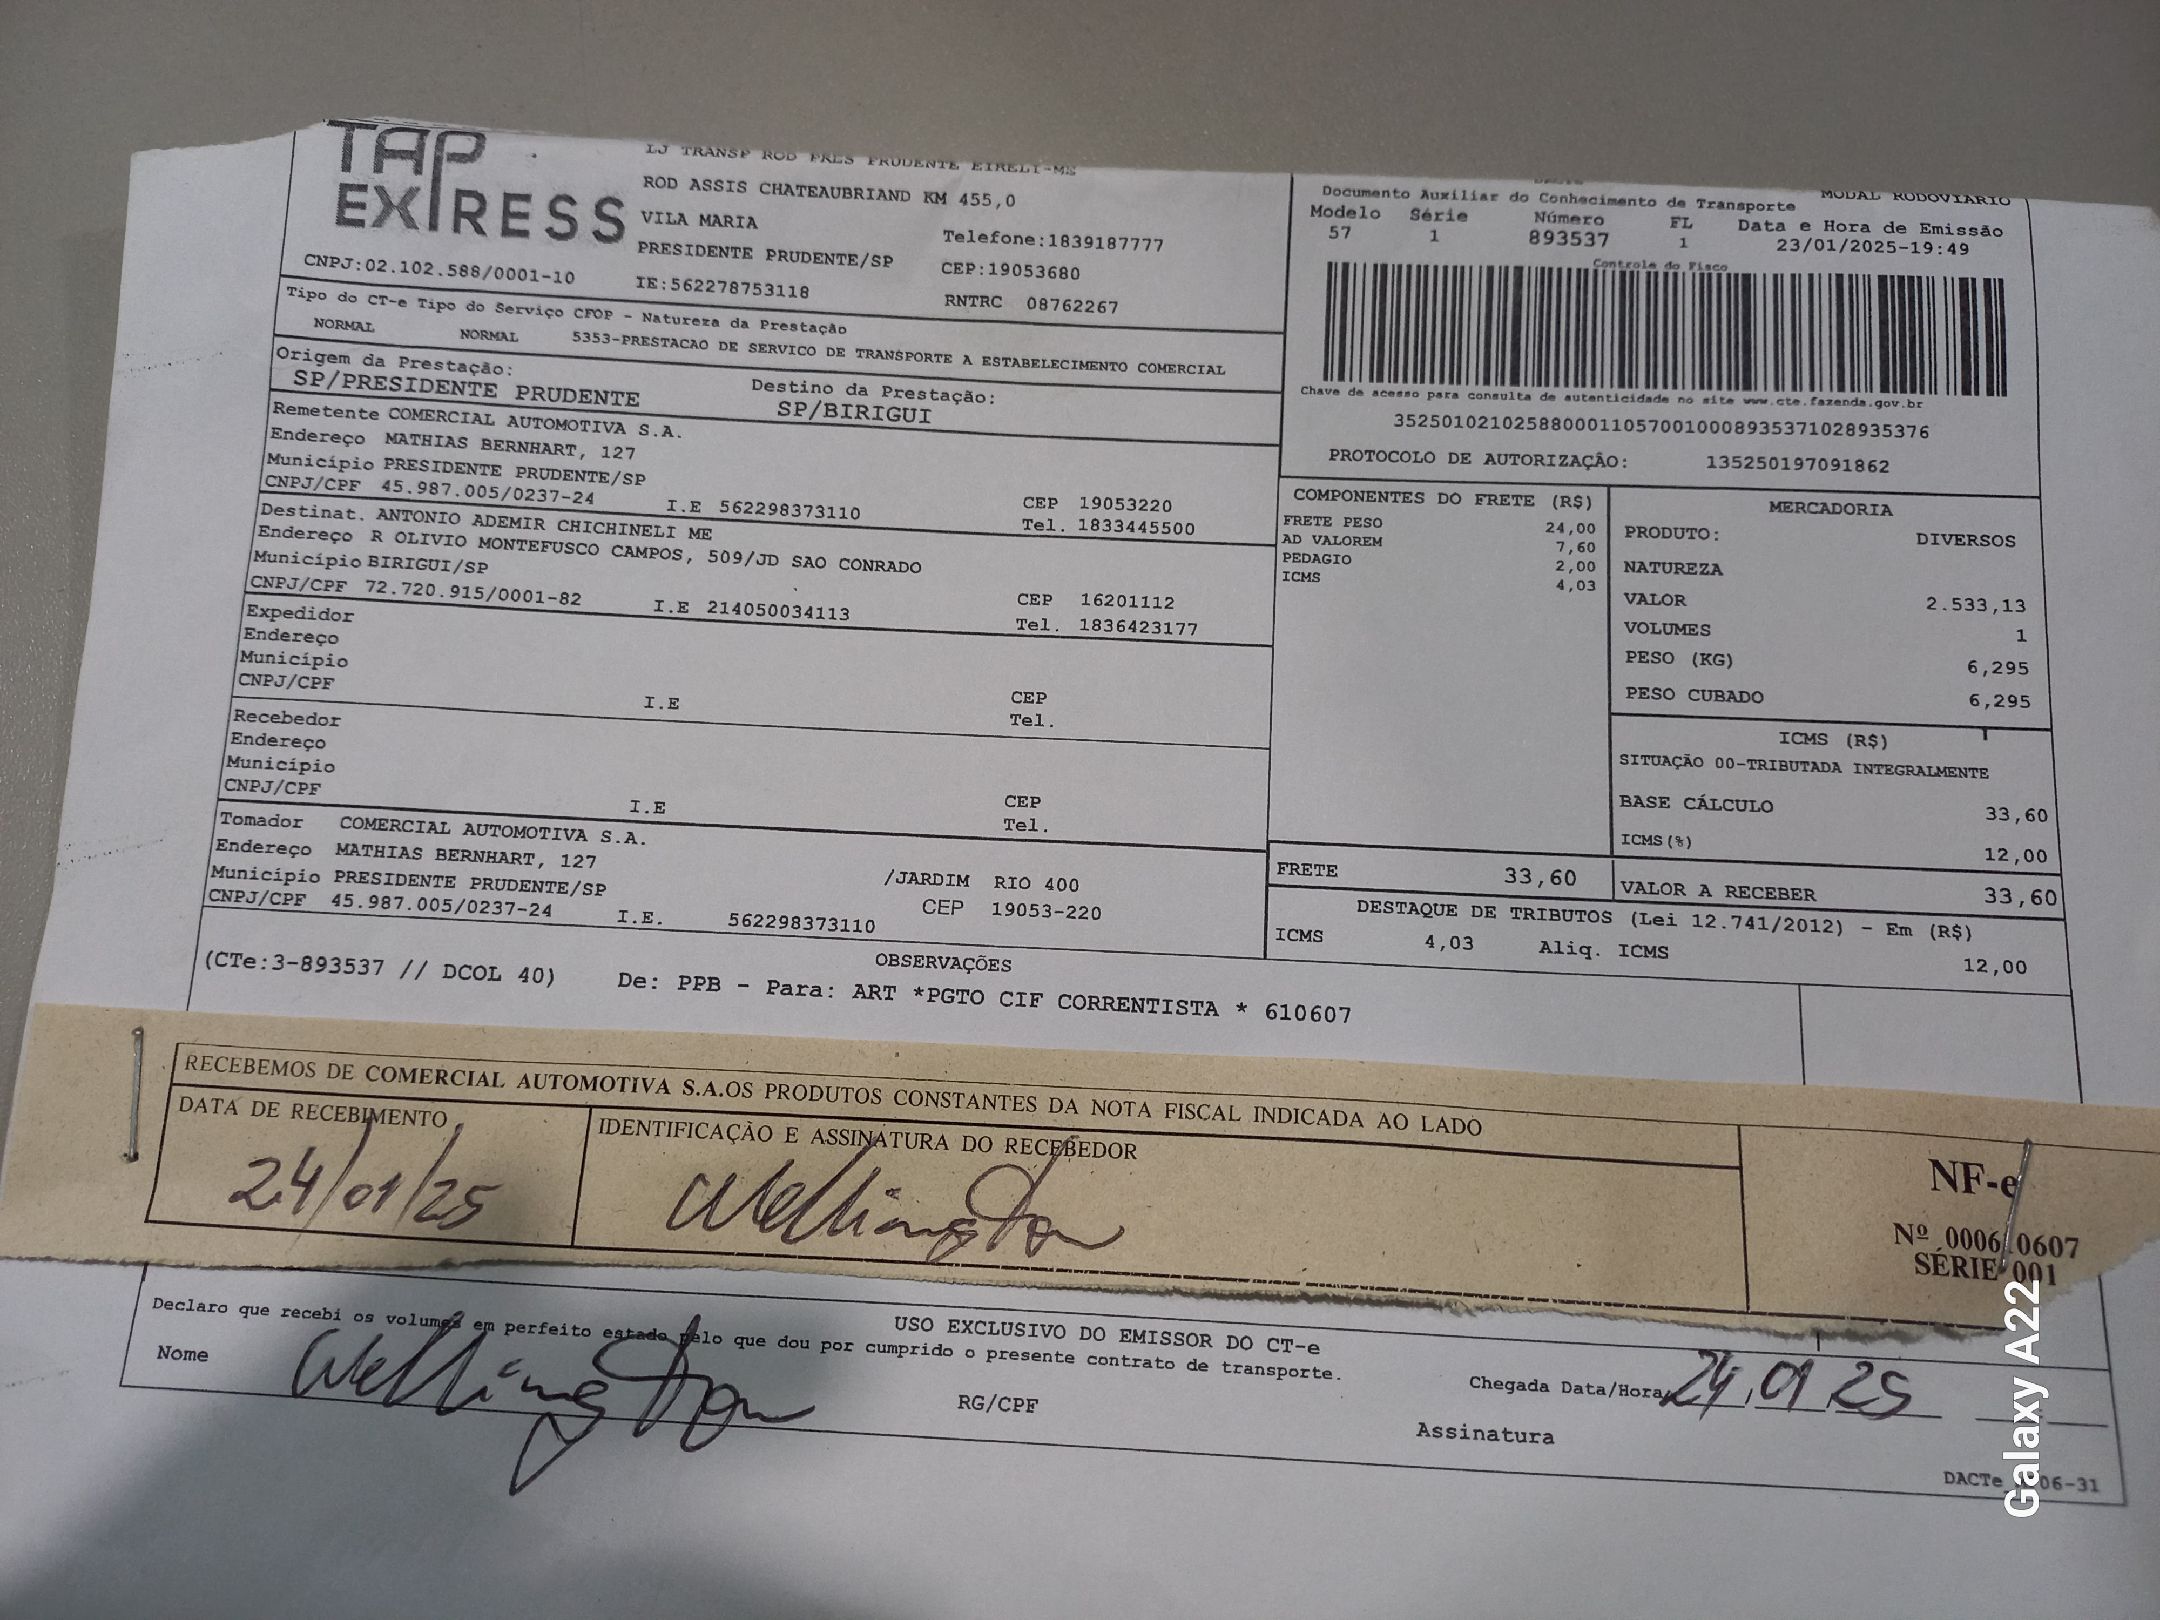 TAP
EXPRESS
LJ TRANSP ROD PRES PRUDENTE EIRELI-ME
ROD ASSIS CHATEAUBRIAND KM 455,0
VILA MARIA
Telefone:1839187777
PRESIDENTE PRUDENTE/SP
CEP:19053680
CNPJ:02.102.588/0001-10
IE:562278753118
RNTRC 08762267
Documento Auxiliar do Conhecimento de Transporte
MODAL RODOVIÁRIO
Modelo Série Número FL Data e Hora de Emissão
57 1 893537 1 23/01/2025-19:49
Controle do Fisco
Chave de acesso para consulta de autenticidade no site www.cte.fazenda.gov.br
35250102102588000110570010008935371028935376
PROTOCOLO DE AUTORIZAÇÃO: 135250197091862
Tipo do CT-e Tipo do Serviço CFOP - Natureza da Prestação
NORMAL NORMAL 5353-PRESTACAO DE SERVICO DE TRANSPORTE A ESTABELECIMENTO COMERCIAL
Origem da Prestação: Destino da Prestação:
SP/PRESIDENTE PRUDENTE SP/BIRIGUI
Remetente COMERCIAL AUTOMOTIVA S.A.
Endereço MATHIAS BERNHART, 127
Município PRESIDENTE PRUDENTE/SP CEP 19053220
CNPJ/CPF 45.987.005/0237-24 I.E 562298373110 Tel. 1833445500
Destinat. ANTONIO ADEMIR CHICHINELI ME
Endereço R OLIVIO MONTEFUSCO CAMPOS, 509/JD SAO CONRADO
Município BIRIGUI/SP CEP 16201112
CNPJ/CPF 72.720.915/0001-82 I.E 214050034113 Tel. 1836423177
Expedidor
Endereço
Município CEP
CNPJ/CPF I.E Tel.
Recebedor
Endereço
Município CEP
CNPJ/CPF I.E Tel.
Tomador COMERCIAL AUTOMOTIVA S.A.
Endereço MATHIAS BERNHART, 127 /JARDIM RIO 400
Município PRESIDENTE PRUDENTE/SP CEP 19053-220
CNPJ/CPF 45.987.005/0237-24 I.E. 562298373110
COMPONENTES DO FRETE (R$)
FRETE PESO 24,00
AD VALOREM 7,60
PEDAGIO 2,00
ICMS 4,03
MERCADORIA
PRODUTO: DIVERSOS
NATUREZA
VALOR 2.533,13
VOLUMES 1
PESO (KG) 6,295
PESO CUBADO 6,295
ICMS (R$)
SITUAÇÃO 00-TRIBUTADA INTEGRALMENTE
BASE CÁLCULO 33,60
ICMS(%) 12,00
FRETE 33,60 VALOR A RECEBER 33,60
DESTAQUE DE TRIBUTOS (Lei 12.741/2012) - Em (R$)
ICMS 4,03 Aliq. ICMS 12,00
OBSERVAÇÕES
(CTe:3-893537 // DCOL 40) De: PPB - Para: ART *PGTO CIF CORRENTISTA * 610607
RECEBEMOS DE COMERCIAL AUTOMOTIVA S.A.OS PRODUTOS CONSTANTES DA NOTA FISCAL INDICADA AO LADO
DATA DE RECEBIMENTO IDENTIFICAÇÃO E ASSINATURA DO RECEBEDOR
24/01/25 Wellington
NF-e
Nº 000610607
SÉRIE 001
USO EXCLUSIVO DO EMISSOR DO CT-e
Declaro que recebi os volumes em perfeito estado pelo que dou por cumprido o presente contrato de transporte.
Nome Wellington RG/CPF Chegada Data/Hora 24 01 25
Assinatura
06-31
Galaxy A22